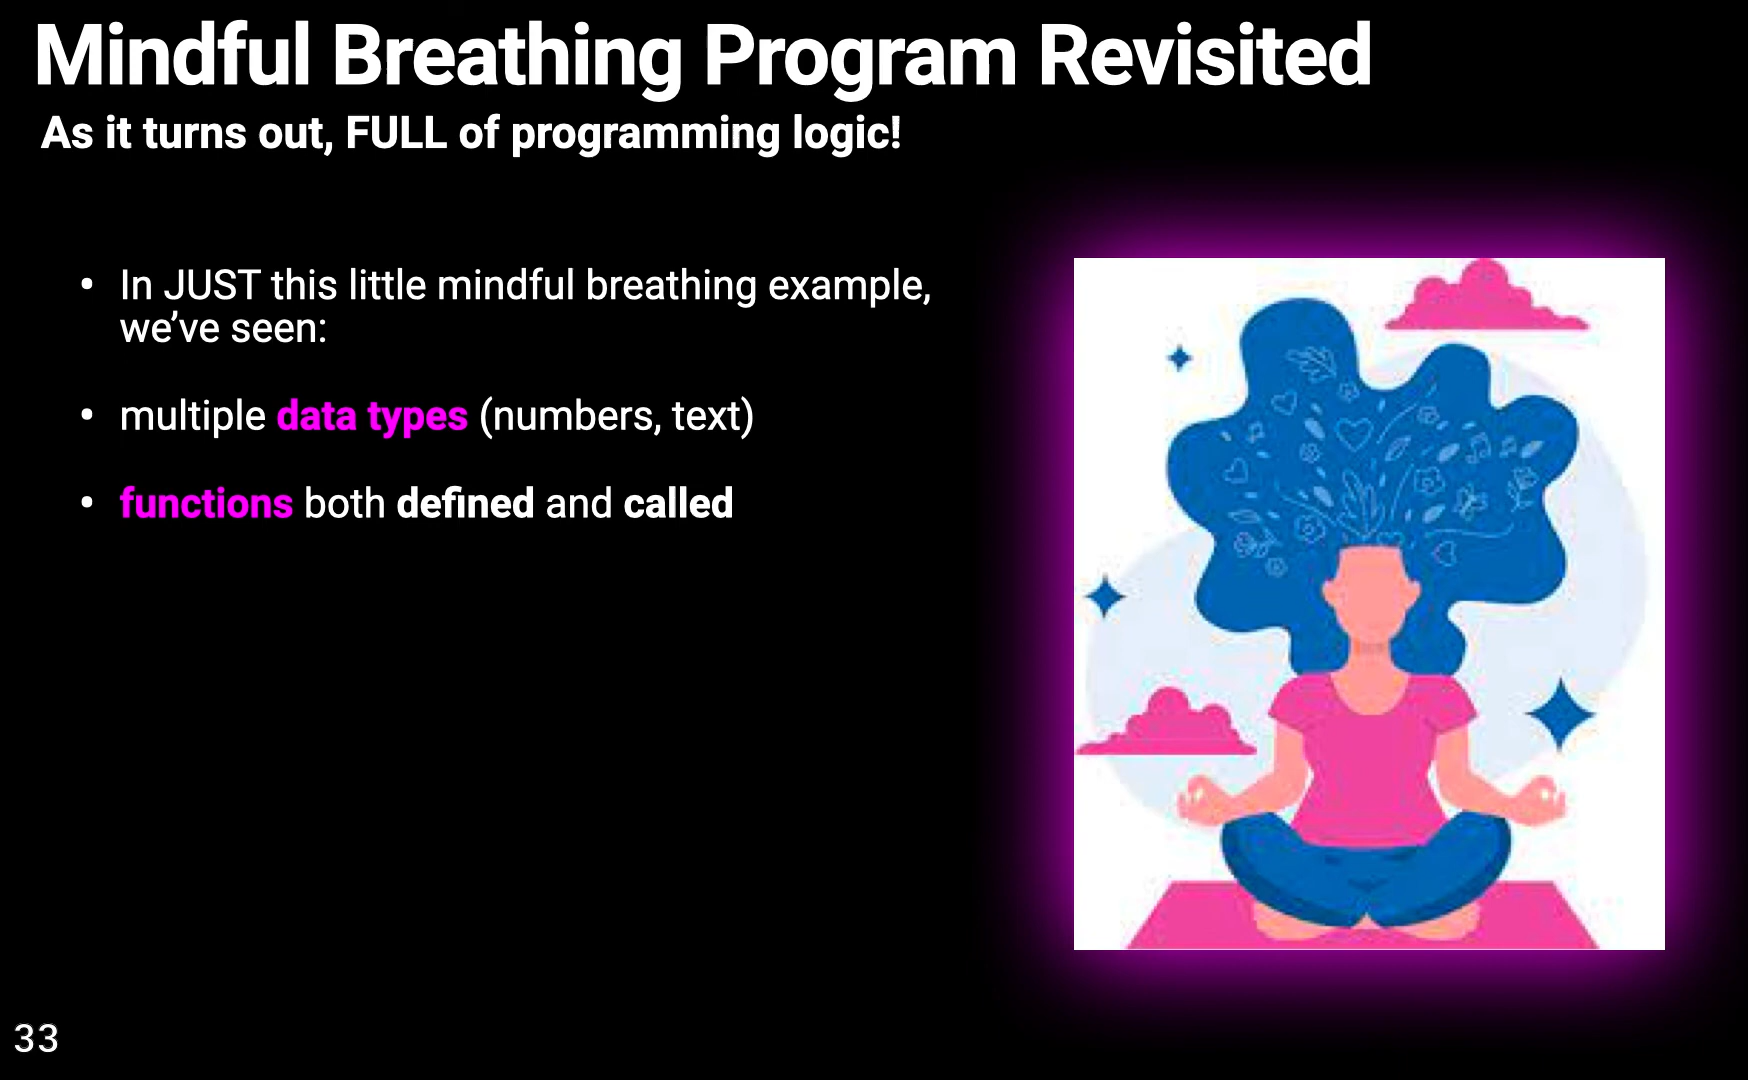 Mindful Breathing Program Revisited
As it turns out, FULL of programming logic!
• In JUST this little mindful breathing example,
we’ve seen:
• multiple data types (numbers, text)
• functions both defined and called
33